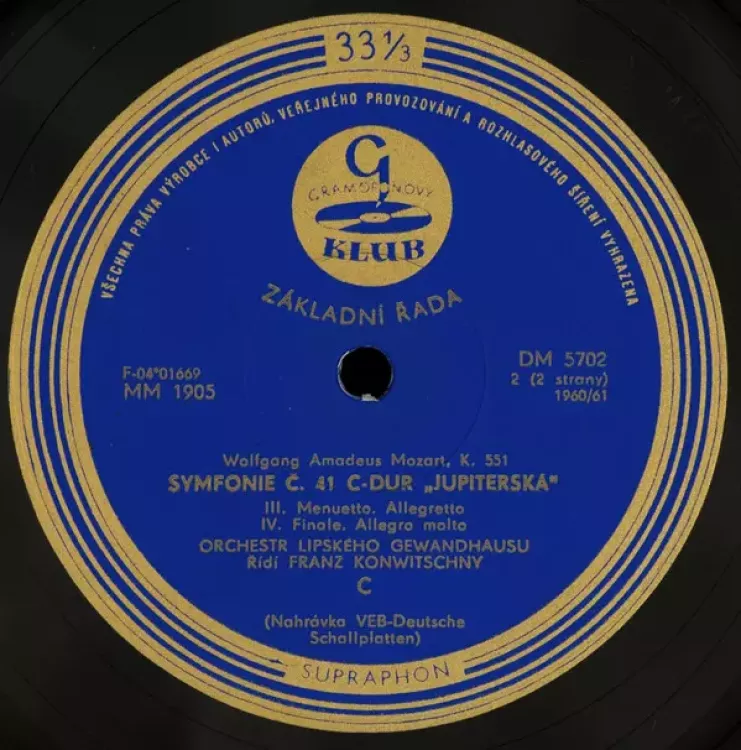 33 1/3
VŠECHNA PRÁVA VÝROBCE I AUTORŮ, VEŘEJNÉHO PROVOZOVÁNÍ A ROZHLASOVÉHO ŠÍŘENÍ VYHRAZENA
G
GRAMOFONOVÝ
KLUB
ZÁKLADNÍ ŘADA
F-04*01669
MM 1905
DM 5702
2 (2 strany)
1960/61
Wolfgang Amadeus Mozart, K. 551
SYMFONIE Č. 41 C-DUR „JUPITERSKÁ“
III. Menuetto. Allegretto
IV. Finale. Allegro molto
ORCHESTR LIPSKÉHO GEWANDHAUSU
Řídí FRANZ KONWITSCHNY
C
(Nahrávka VEB-Deutsche
Schallplatten)
SUPRAPHON